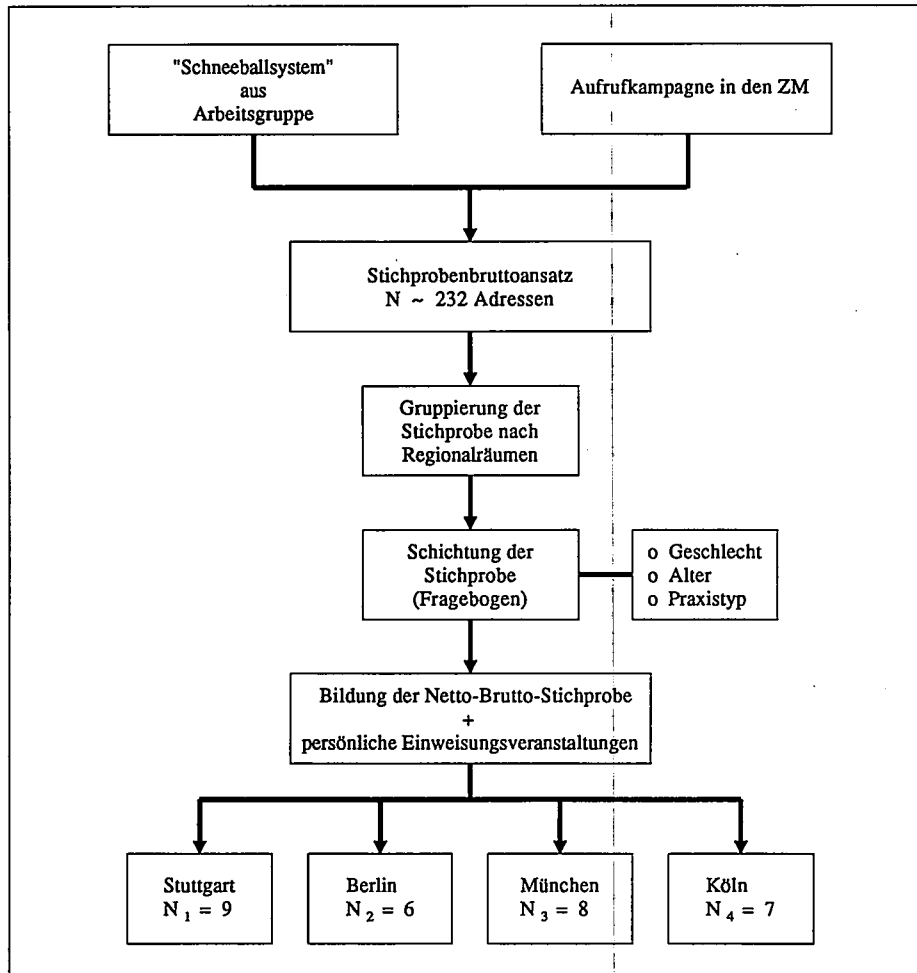 "Schneeballsystem"
aus
Arbeitsgruppe
Aufrufkampagne in den ZM
Stichprobenbruttoansatz
N ~ 232 Adressen
Gruppierung der
Stichprobe nach
Regionalräumen
Schichtung der
Stichprobe
(Fragebogen)
o Geschlecht
o Alter
o Praxistyp
Bildung der Netto-Brutto-Stichprobe
+
persönliche Einweisungsveranstaltungen
Stuttgart
N₁ = 9
Berlin
N₂ = 6
München
N₃ = 8
Köln
N₄ = 7